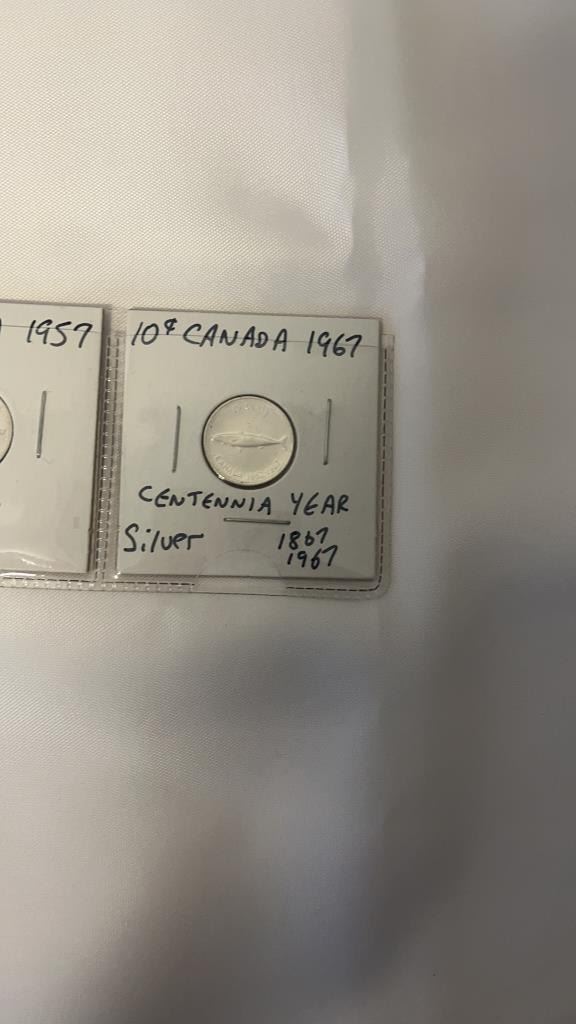 1957
10¢ CANADA 1967
CENTENNIA YEAR
Silver
1867
1967